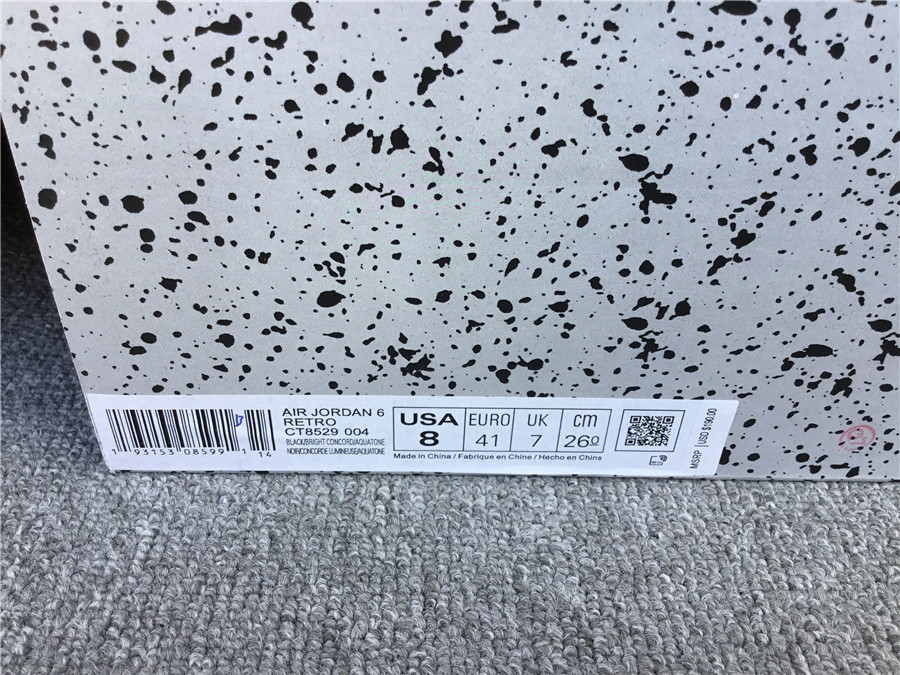 AIR JORDAN 6
RETRO
CT8529 004
BLACK/BRIGHT CONCORD/AQUATONE
NOIR/CONCORDE LUMINEUSE/AQUATONE
1 93153 08599 1 14
USA 8
EURO 41
UK 7
cm 26.0
Made in China / Fabrique en Chine / Hecho en China
MSRP | USD $190.00